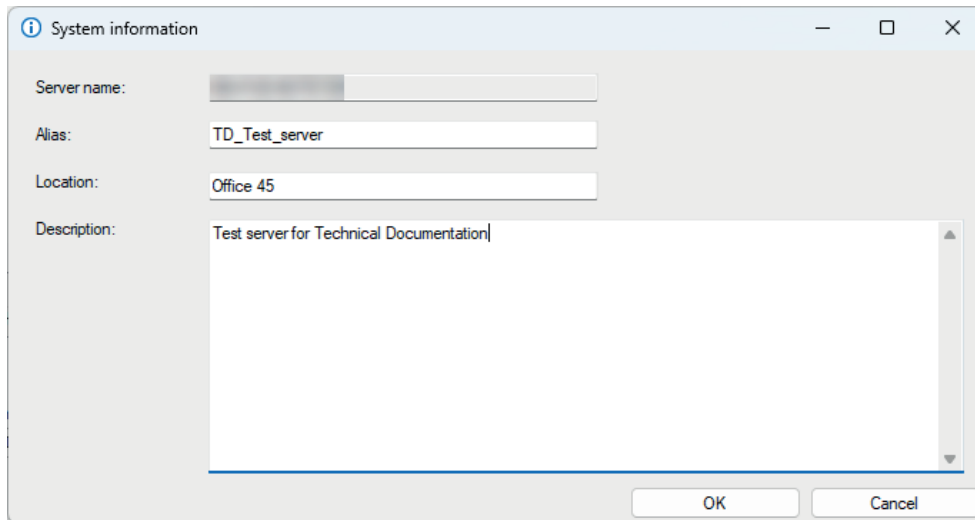 System information
Server name:
Alias:
TD_Test_server
Location:
Office 45
Description:
Test server for Technical Documentation
OK
Cancel